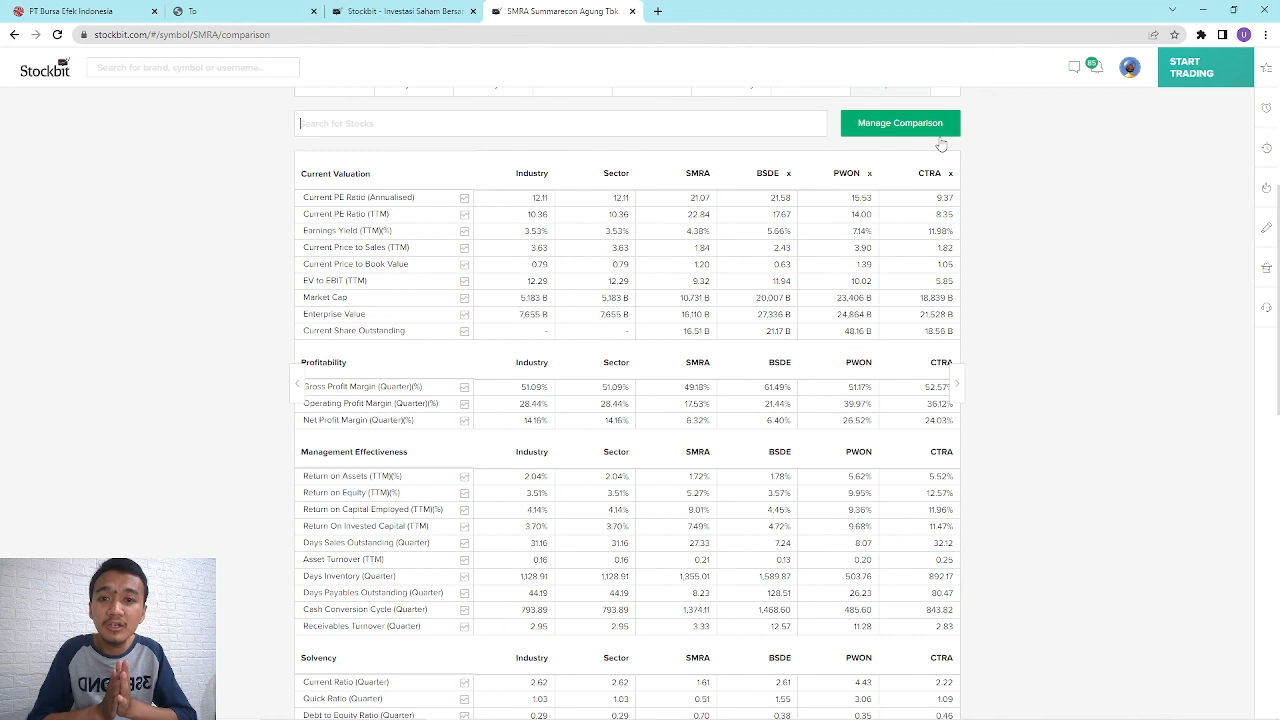 PT Bursa Efek Indonesia
To
Stockbit - Investasi Saham Bersam
SMRA Summarecon Agung Tbk.
stockbit.com/#/symbol/SMRA/comparison
U
Stockbit
Search for brand, symbol or username...
85
START TRADING
Search for Stocks
Manage Comparison
Current Valuation Industry Sector SMRA BSDE x PWON x CTRA x
Current PE Ratio (Annualised) 12.11 12.11 21.07 21.58 15.53 9.37
Current PE Ratio (TTM) 10.36 10.36 22.84 17.67 14.00 8.35
Earnings Yield (TTM)(%) 3.53% 3.53% 4.38% 5.66% 7.14% 11.98%
Current Price to Sales (TTM) 3.63 3.63 1.84 2.43 3.90 1.82
Current Price to Book Value 0.79 0.79 1.20 0.63 1.39 1.05
EV to EBIT (TTM) 12.29 12.29 9.32 11.94 10.02 5.85
Market Cap 5,183 B 5,183 B 10,731 B 20,007 B 23,406 B 18,839 B
Enterprise Value 7,655 B 7,655 B 16,110 B 27,336 B 24,864 B 21,528 B
Current Share Outstanding - - 16.51 B 21.17 B 48.16 B 18.56 B
Profitability Industry Sector SMRA BSDE PWON CTRA
Gross Profit Margin (Quarter)(%) 51.09% 51.09% 49.18% 61.49% 51.17% 52.57%
Operating Profit Margin (Quarter)(%) 28.44% 28.44% 17.53% 21.44% 39.97% 36.12%
Net Profit Margin (Quarter)(%) 14.16% 14.16% 6.32% 6.40% 26.52% 24.03%
Management Effectiveness Industry Sector SMRA BSDE PWON CTRA
Return on Assets (TTM)(%) 2.04% 2.04% 1.72% 1.78% 5.62% 5.52%
Return on Equity (TTM)(%) 3.51% 3.51% 5.27% 3.57% 9.95% 12.57%
Return on Capital Employed (TTM)(%) 4.14% 4.14% 9.01% 4.45% 9.36% 11.96%
Return On Invested Capital (TTM) 3.70% 3.70% 7.49% 4.72% 9.68% 11.47%
Days Sales Outstanding (Quarter) 31.16 31.16 27.33 7.24 8.07 32.12
Asset Turnover (TTM) 0.16 0.16 0.21 0.13 0.20 0.25
Days Inventory (Quarter) 1,128.91 1,128.91 1,355.01 1,589.87 503.76 892.17
Days Payables Outstanding (Quarter) 44.19 44.19 8.23 128.51 26.23 80.47
Cash Conversion Cycle (Quarter) 793.89 793.89 1,374.11 1,468.60 485.60 843.82
Receivables Turnover (Quarter) 2.95 2.95 3.33 12.57 11.28 2.83
Solvency Industry Sector SMRA BSDE PWON CTRA
Current Ratio (Quarter) 2.62 2.62 1.61 2.61 4.43 2.22
Quick Ratio (Quarter) 1.03 1.03 0.51 1.55 3.06 1.09
Debt to Equity Ratio (Quarter) 0.29 0.29 0.70 0.38 0.35 0.46
3SECOND